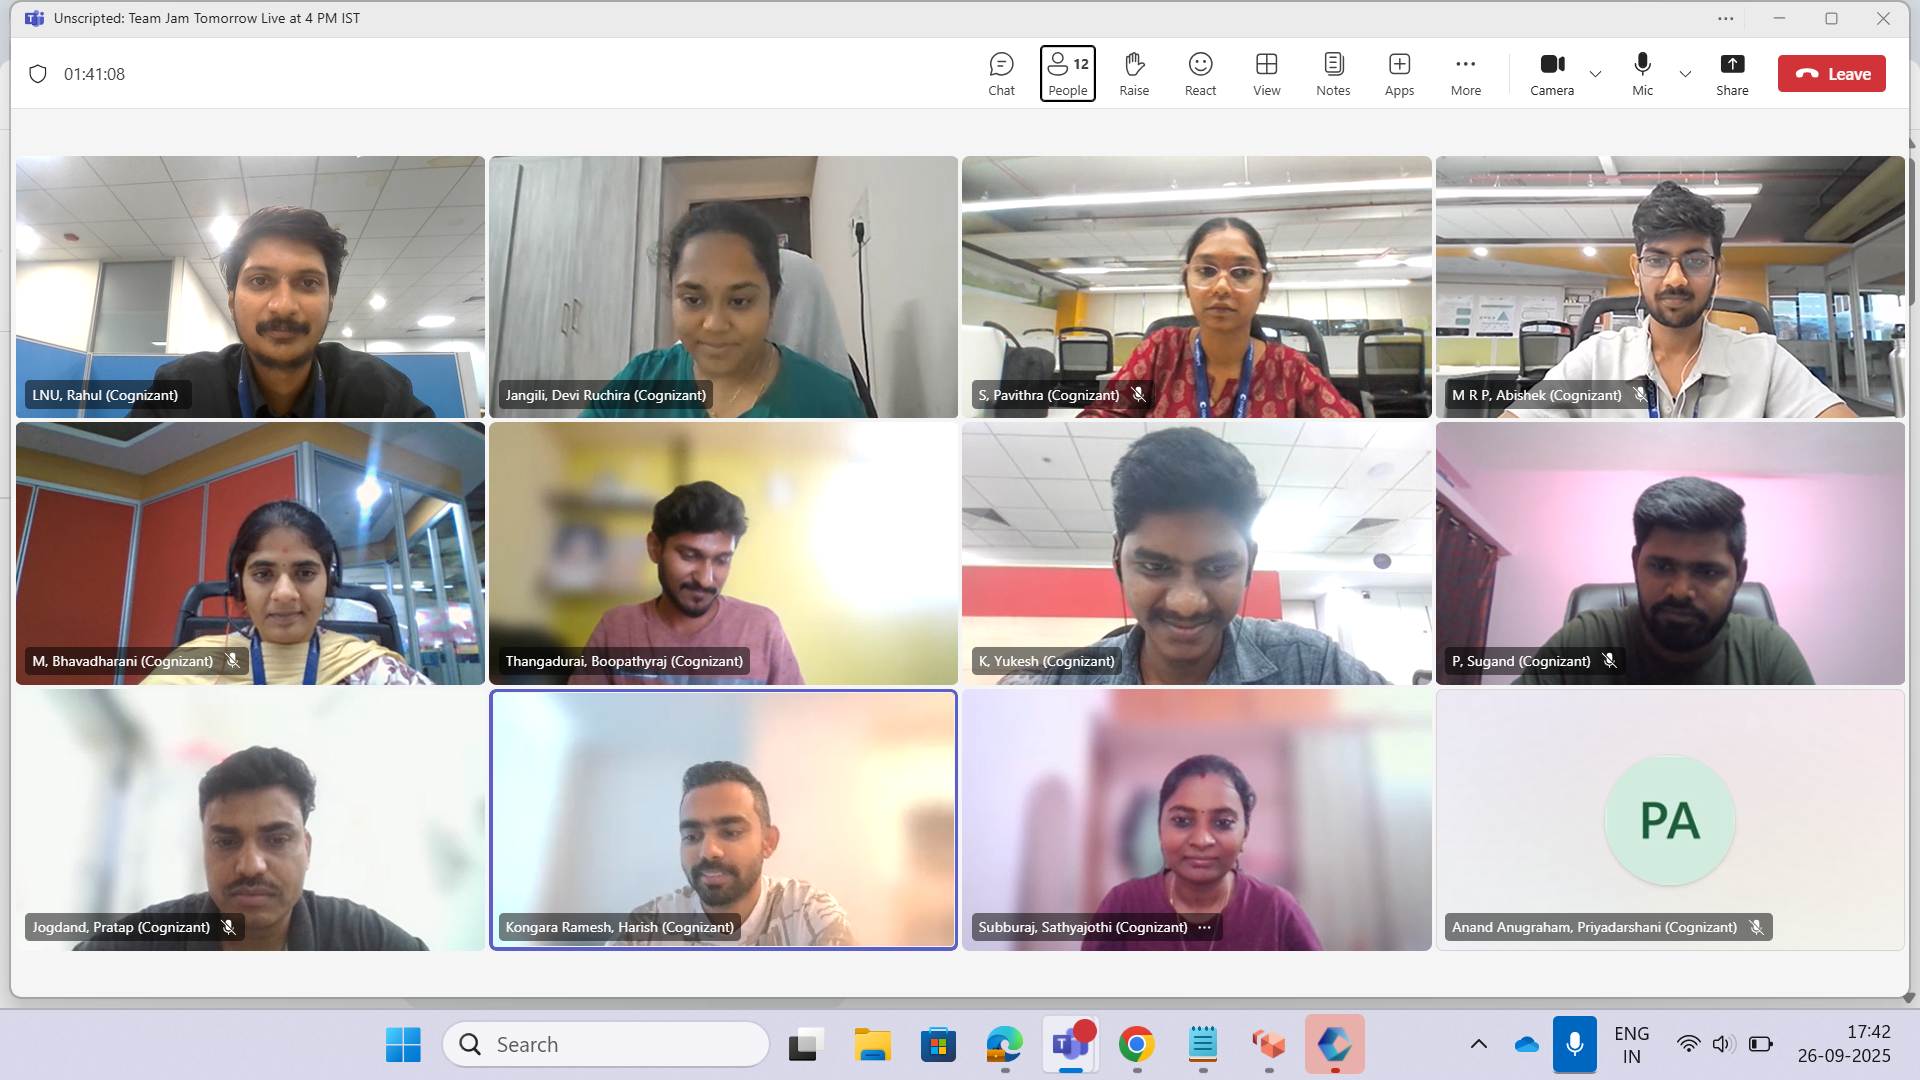 Unscripted: Team Jam Tomorrow Live at 4 PM IST
01:41:08
Chat
People
12
Raise
React
View
Notes
Apps
More
Camera
Mic
Share
Leave
LNU, Rahul (Cognizant)
Jangili, Devi Ruchira (Cognizant)
S, Pavithra (Cognizant)
M R P, Abishek (Cognizant)
M, Bhavadharani (Cognizant)
Thangadurai, Boopathyraj (Cognizant)
K, Yukesh (Cognizant)
P, Sugand (Cognizant)
PA
Jogdand, Pratap (Cognizant)
Kongara Ramesh, Harish (Cognizant)
Subburaj, Sathyajothi (Cognizant)
Anand Anugraham, Priyadarshani (Cognizant)
Search
ENG
IN
17:42
26-09-2025